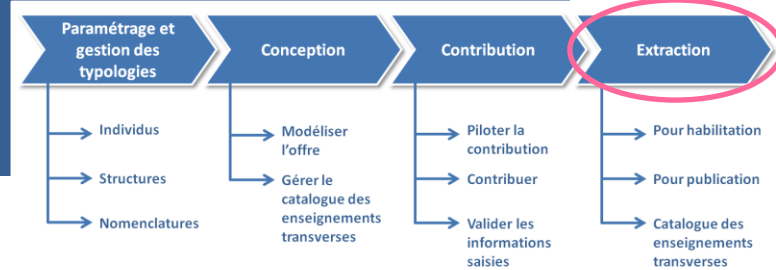 Paramétrage et
gestion des
typologies
Conception
Contribution
Extraction
Individus
Structures
Nomenclatures
Modéliser
l'offre
Gérer le
catalogue des
enseignements
transverses
Piloter la
contribution
Contribuer
Valider les
informations
saisies
Pour habilitation
Pour publication
Catalogue des
enseignements
transverses